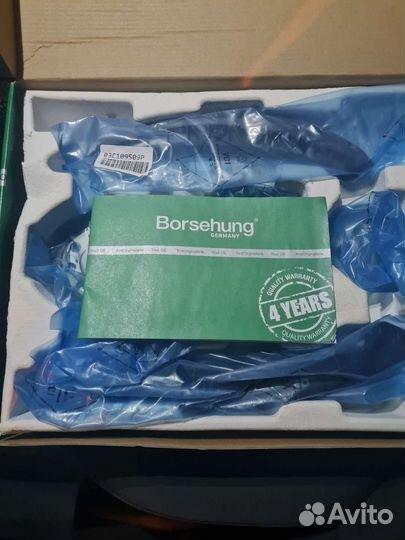 03C109509P
Borsehung®
GERMANY
QUALITY WARRANTY
4 YEARS
QUALITY WARRANTY
Avito